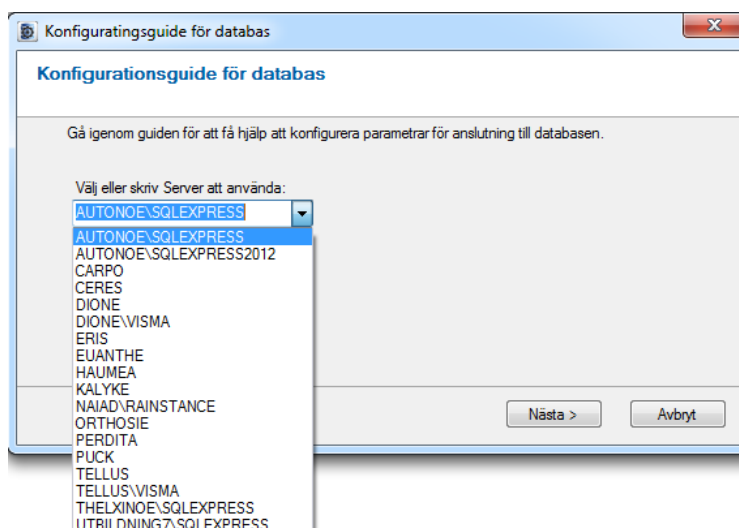 Konfiguratingsguide för databas
Konfigurationsguide för databas
Gå igenom guiden för att få hjälp att konfigurera parametrar för anslutning till databasen.
Välj eller skriv Server att använda:
AUTONOE\SQLEXPRESS
AUTONOE\SQLEXPRESS
AUTONOE\SQLEXPRESS2012
CARPO
CERES
DIONE
DIONE\VISMA
ERIS
EUANTHE
HAUMEA
KALYKE
NAIAD\RAINSTANCE
ORTHOSIE
PERDITA
PUCK
TELLUS
TELLUS\VISMA
THELXINOE\SQLEXPRESS
UTBILDNING7\SQLEXPRESS
Nästa >
Avbryt